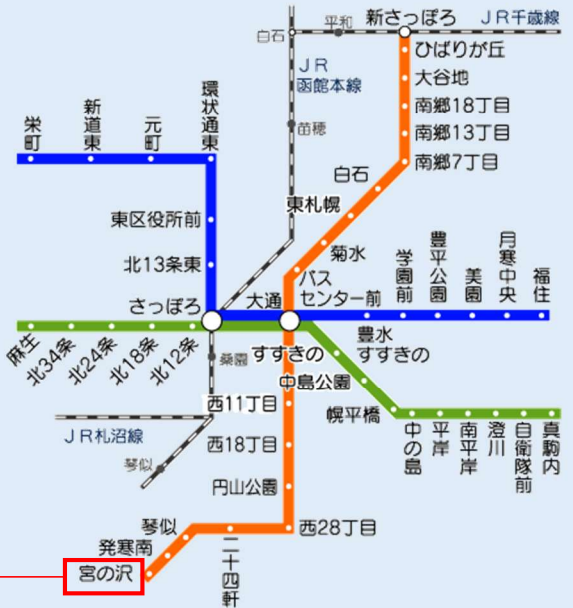 新さっぽろ
JR千歳線
平和
白石
ひばりが丘
JR
函館本線
大谷地
南郷18丁目
環状通東
新道東
元町
栄町
苗穂
南郷13丁目
南郷7丁目
白石
東札幌
東区役所前
菊水
北13条東
バス
センター前
学園前
豊平公園
美園
月寒中央
福住
さっぽろ
大通
麻生
北34条
北24条
北18条
北12条
桑園
すすきの
豊水
すすきの
中島公園
西11丁目
幌平橋
中の島
平岸
南平岸
澄川
自衛隊前
真駒内
JR札沼線
西18丁目
琴似
円山公園
琴似
西28丁目
発寒南
二十四軒
宮の沢